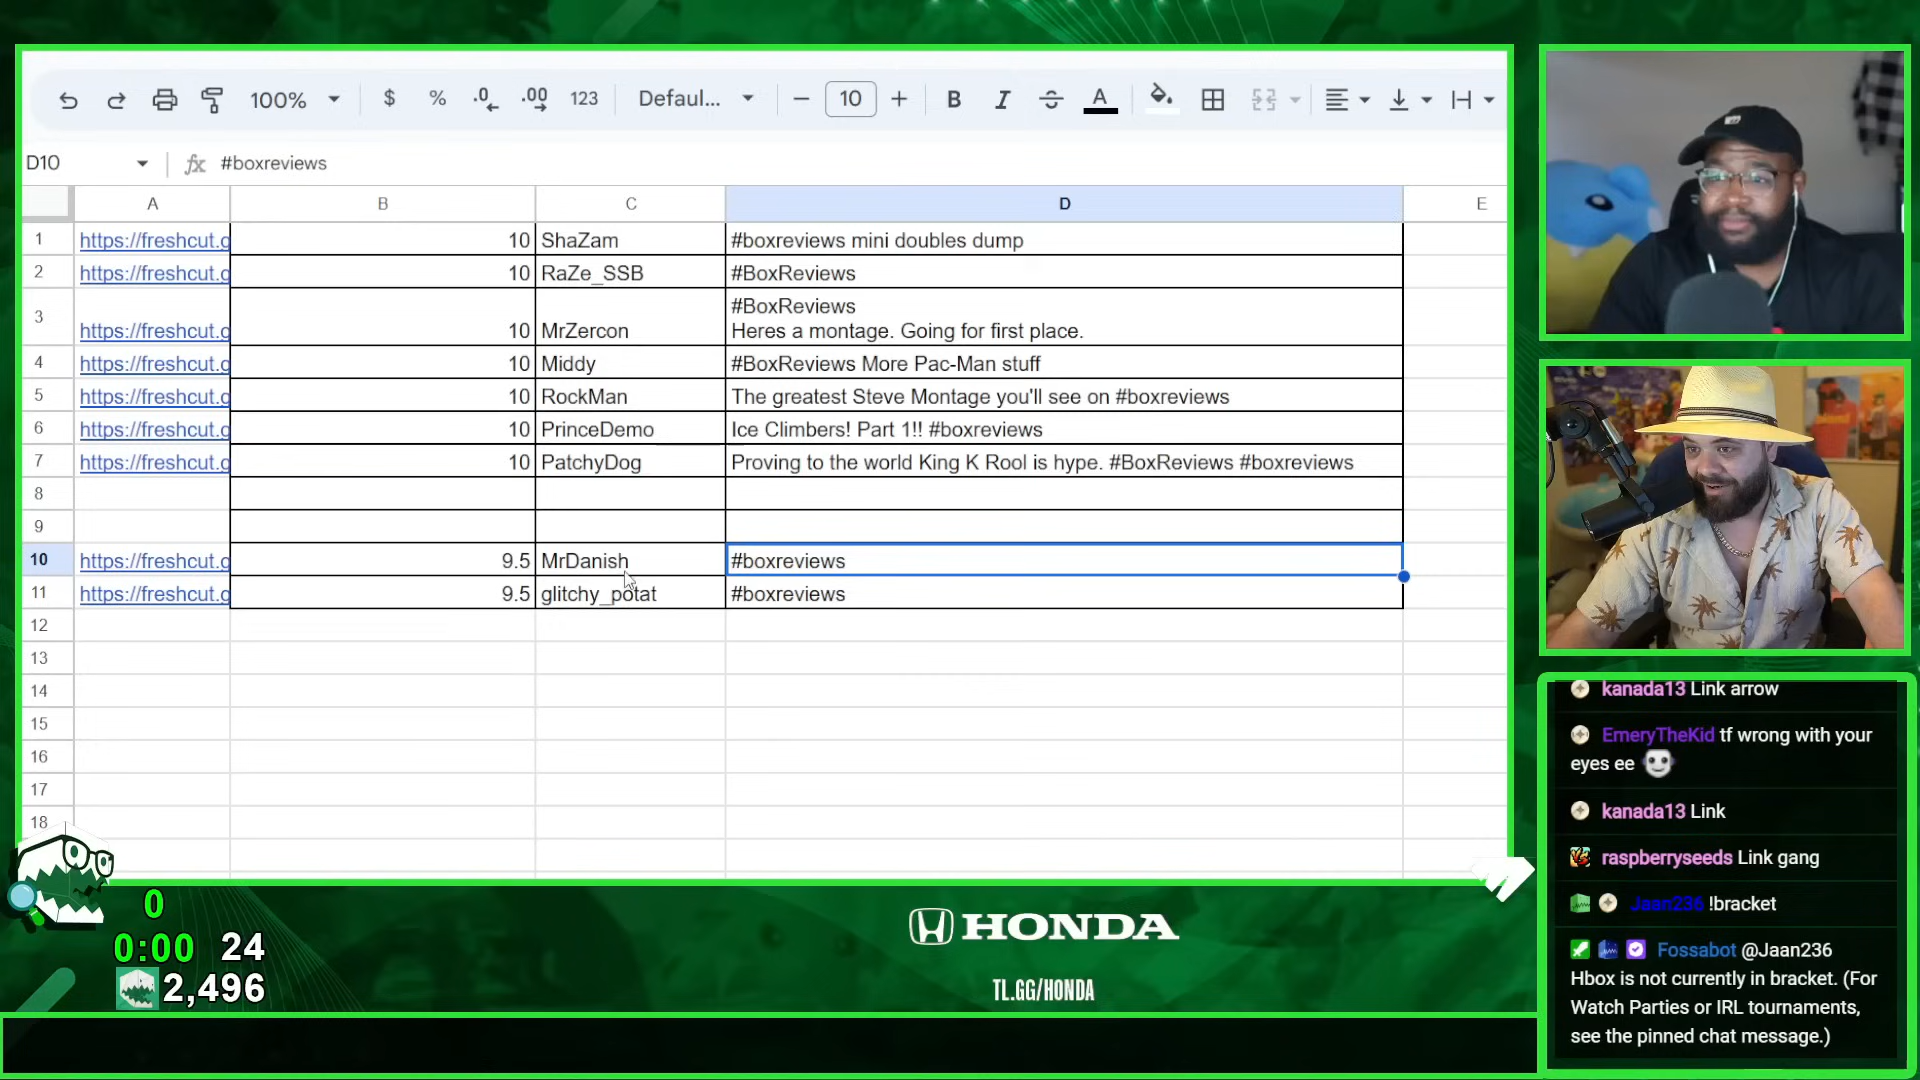 100% $ % .0 .00 123 Defaul... 10 B I S A
D10 fx #boxreviews
A B C D E
1 https://freshcut.g 10 ShaZam #boxreviews mini doubles dump
2 https://freshcut.g 10 RaZe_SSB #BoxReviews
#BoxReviews
3 https://freshcut.g 10 MrZercon Heres a montage. Going for first place.
4 https://freshcut.g 10 Middy #BoxReviews More Pac-Man stuff
5 https://freshcut.g 10 RockMan The greatest Steve Montage you'll see on #boxreviews
6 https://freshcut.g 10 PrinceDemo Ice Climbers! Part 1!! #boxreviews
7 https://freshcut.g 10 PatchyDog Proving to the world King K Rool is hype. #BoxReviews #boxreviews
8
9
10 https://freshcut.g 9.5 MrDanish #boxreviews
11 https://freshcut.g 9.5 glitchy_potat #boxreviews
12
13
14
15
16
17
18
kanada13 Link arrow
EmeryTheKid tf wrong with your
eyes ee
kanada13 Link
raspberryseeds Link gang
Jaan236 !bracket
Fossabot @Jaan236
Hbox is not currently in bracket. (For
Watch Parties or IRL tournaments,
see the pinned chat message.)
0
0:00 24
2,496
HONDA
TL.GG/HONDA